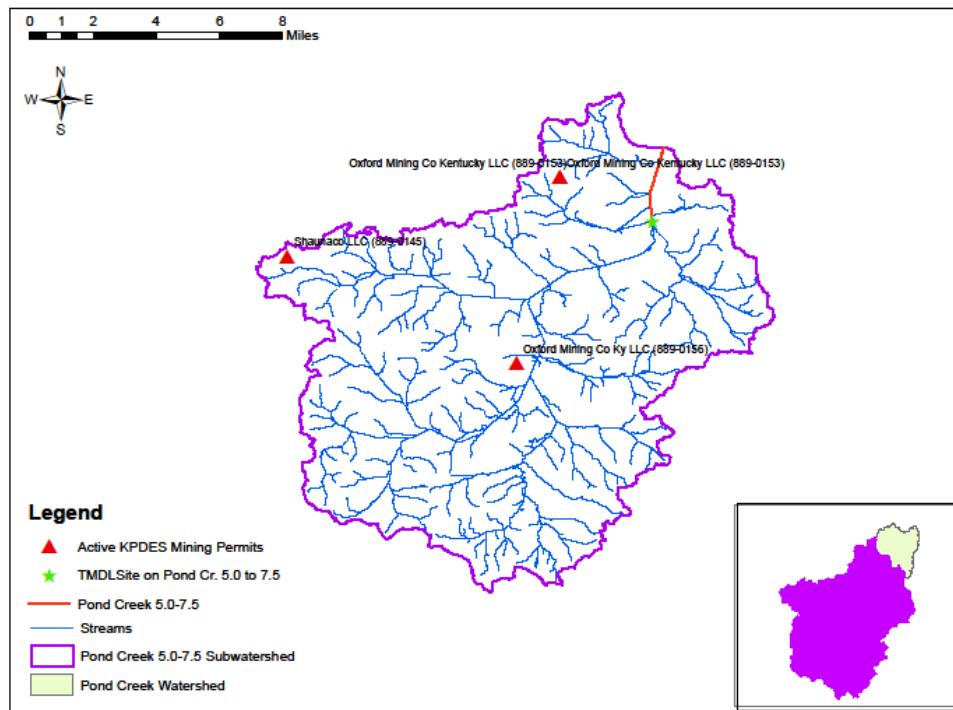 0 1 2 4 6 8
Miles
N
W E
S
Oxford Mining Co Kentucky LLC (889-0153)Oxford Mining Co Kentucky LLC (889-0153)
Shaunaco LLC (889-0145)
Oxford Mining Co Ky LLC (889-0156)
Legend
Active KPDES Mining Permits
TMDLSite on Pond Cr. 5.0 to 7.5
Pond Creek 5.0-7.5
Streams
Pond Creek 5.0-7.5 Subwatershed
Pond Creek Watershed